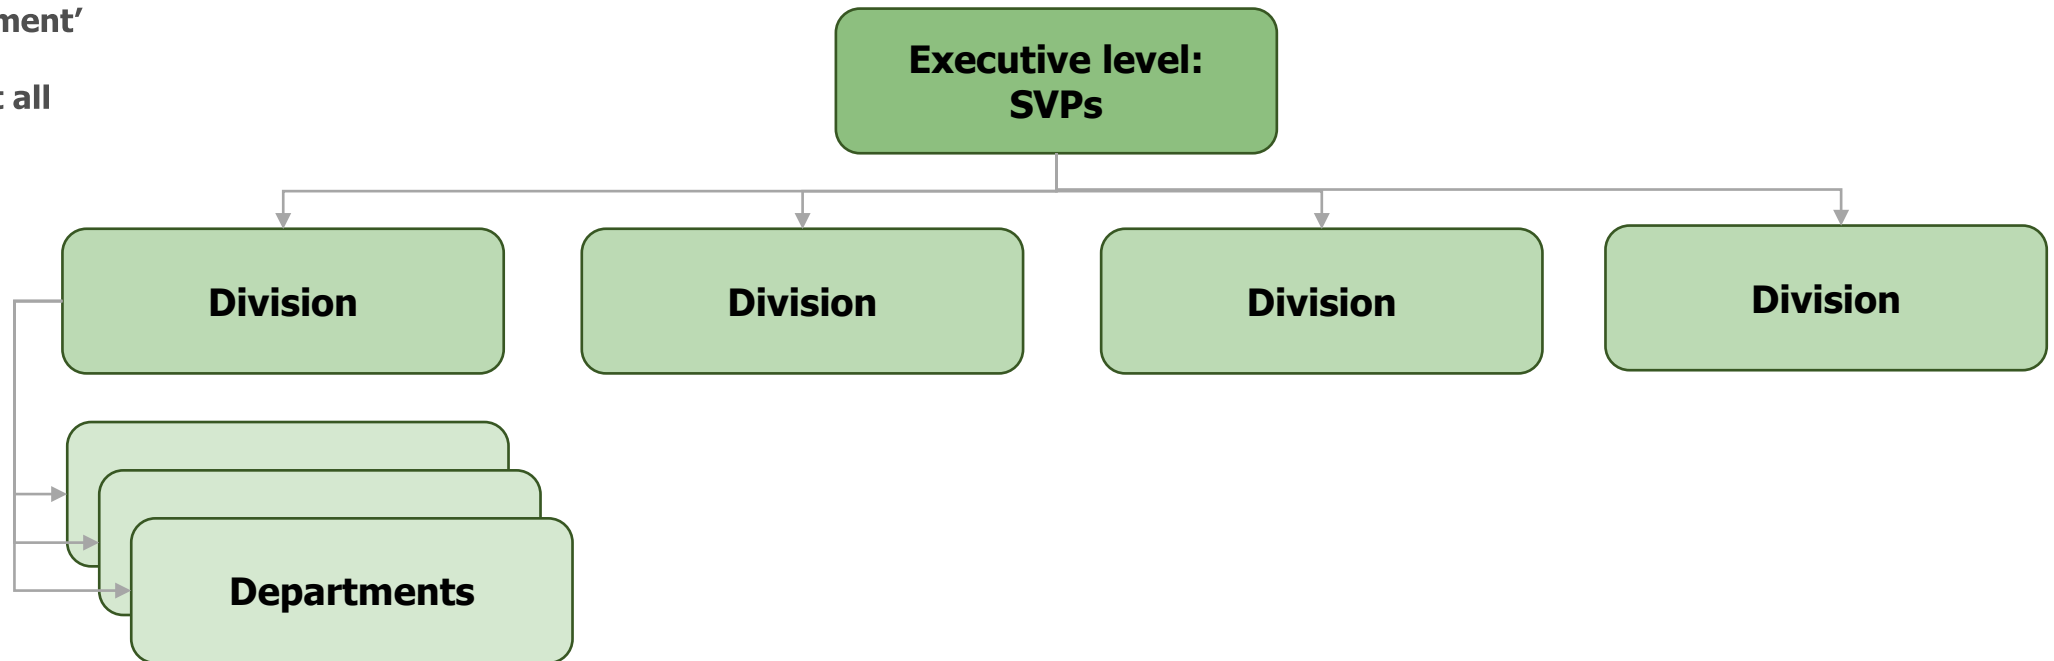 ment’
all
Executive level:
SVPs
Division
Division
Division
Division
Departments